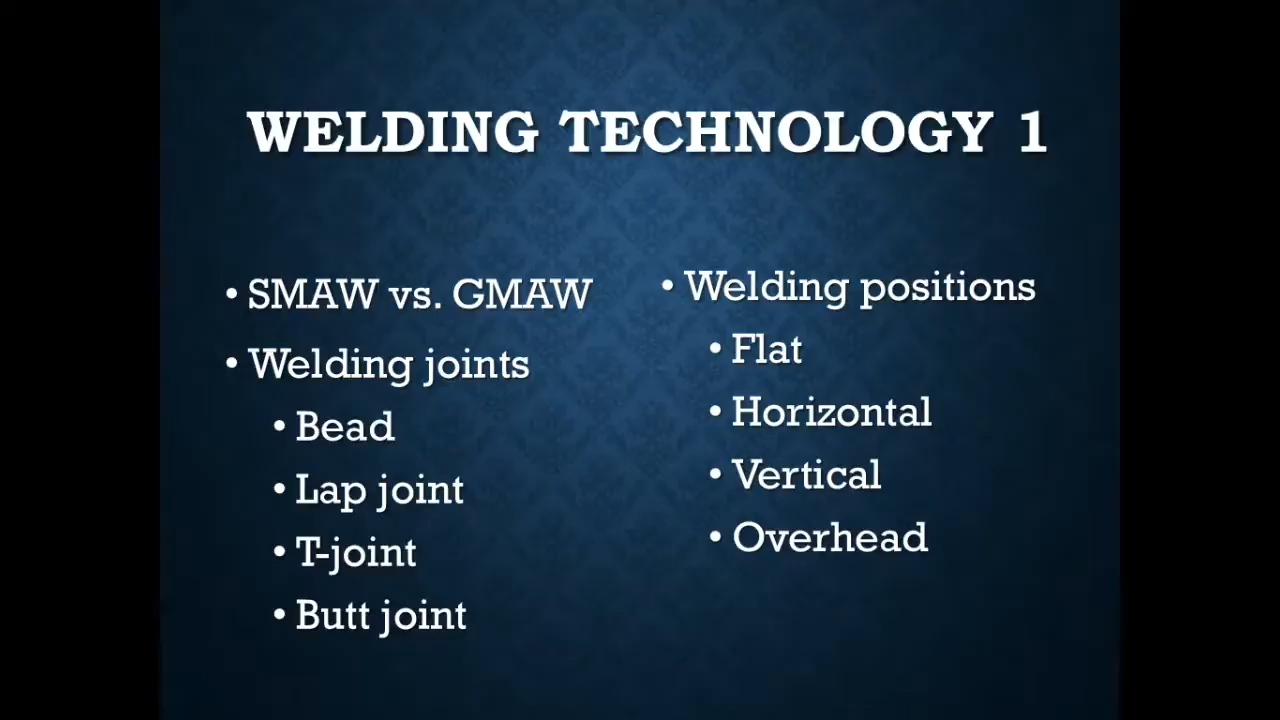 WELDING TECHNOLOGY 1
• SMAW vs. GMAW
• Welding joints
• Bead
• Lap joint
• T-joint
• Butt joint
• Welding positions
• Flat
• Horizontal
• Vertical
• Overhead